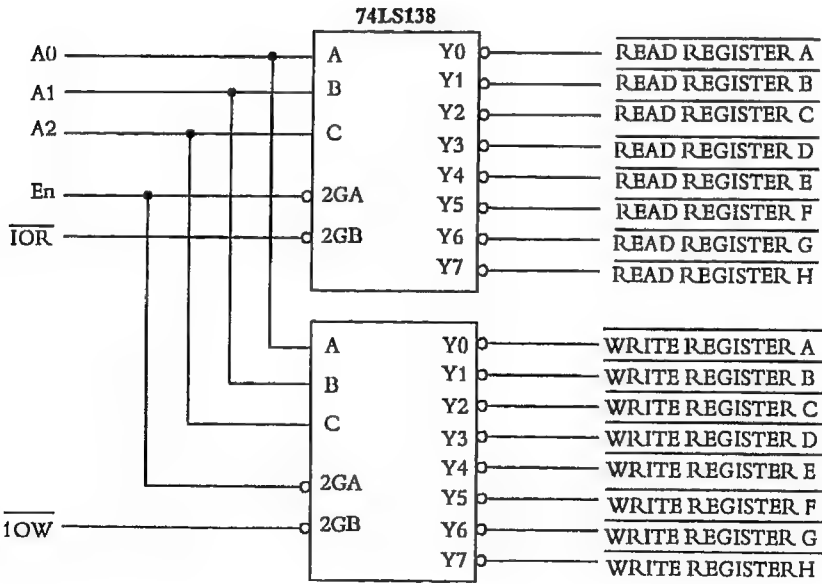 74LS138
A0
A1
A2
En
IOR
A
B
C
2GA
2GB
Y0
Y1
Y2
Y3
Y4
Y5
Y6
Y7
READ REGISTER A
READ REGISTER B
READ REGISTER C
READ REGISTER D
READ REGISTER E
READ REGISTER F
READ REGISTER G
READ REGISTER H
1OW
A
B
C
2GA
2GB
Y0
Y1
Y2
Y3
Y4
Y5
Y6
Y7
WRITE REGISTER A
WRITE REGISTER B
WRITE REGISTER C
WRITE REGISTER D
WRITE REGISTER E
WRITE REGISTER F
WRITE REGISTER G
WRITE REGISTERH